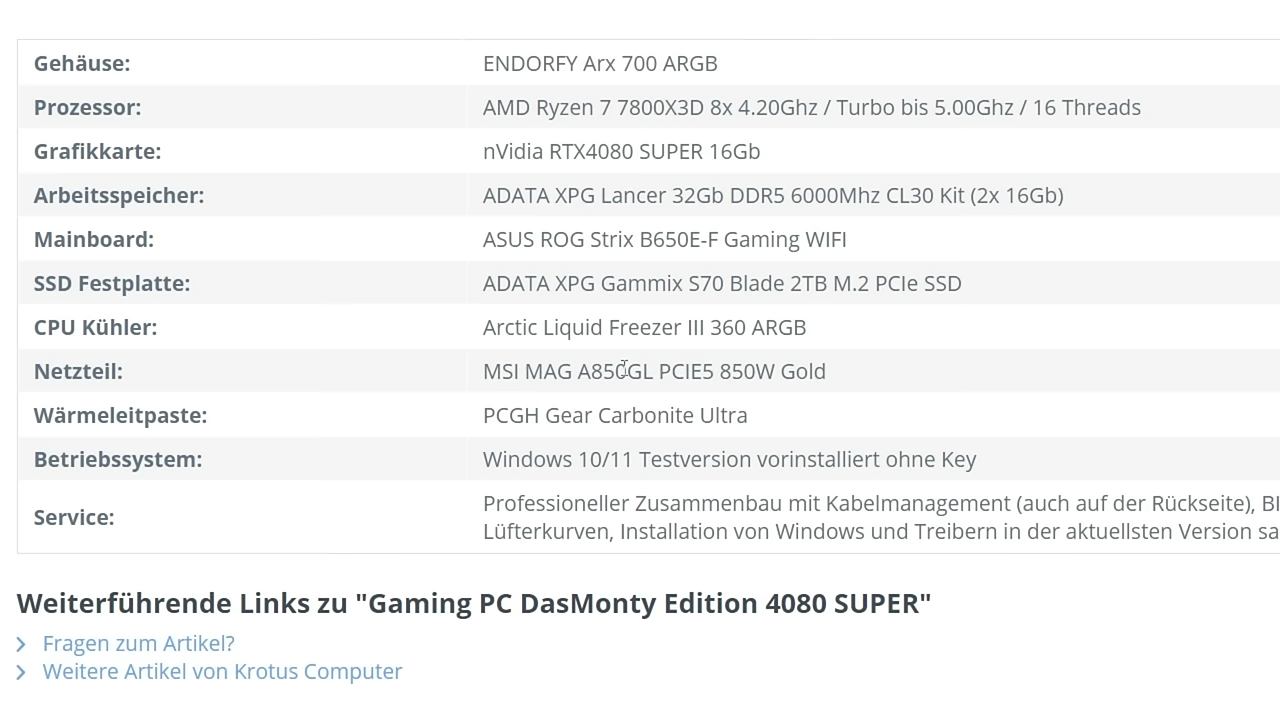 Gehäuse: ENDORFY Arx 700 ARGB
Prozessor: AMD Ryzen 7 7800X3D 8x 4.20Ghz / Turbo bis 5.00Ghz / 16 Threads
Grafikkarte: nVidia RTX4080 SUPER 16Gb
Arbeitsspeicher: ADATA XPG Lancer 32Gb DDR5 6000Mhz CL30 Kit (2x 16Gb)
Mainboard: ASUS ROG Strix B650E-F Gaming WIFI
SSD Festplatte: ADATA XPG Gammix S70 Blade 2TB M.2 PCIe SSD
CPU Kühler: Arctic Liquid Freezer III 360 ARGB
Netzteil: MSI MAG A850GL PCIE5 850W Gold
Wärmeleitpaste: PCGH Gear Carbonite Ultra
Betriebssystem: Windows 10/11 Testversion vorinstalliert ohne Key
Service: Professioneller Zusammenbau mit Kabelmanagement (auch auf der Rückseite), BI
Lüfterkurven, Installation von Windows und Treibern in der aktuellsten Version sa
Weiterführende Links zu "Gaming PC DasMonty Edition 4080 SUPER"
Fragen zum Artikel?
Weitere Artikel von Krotus Computer